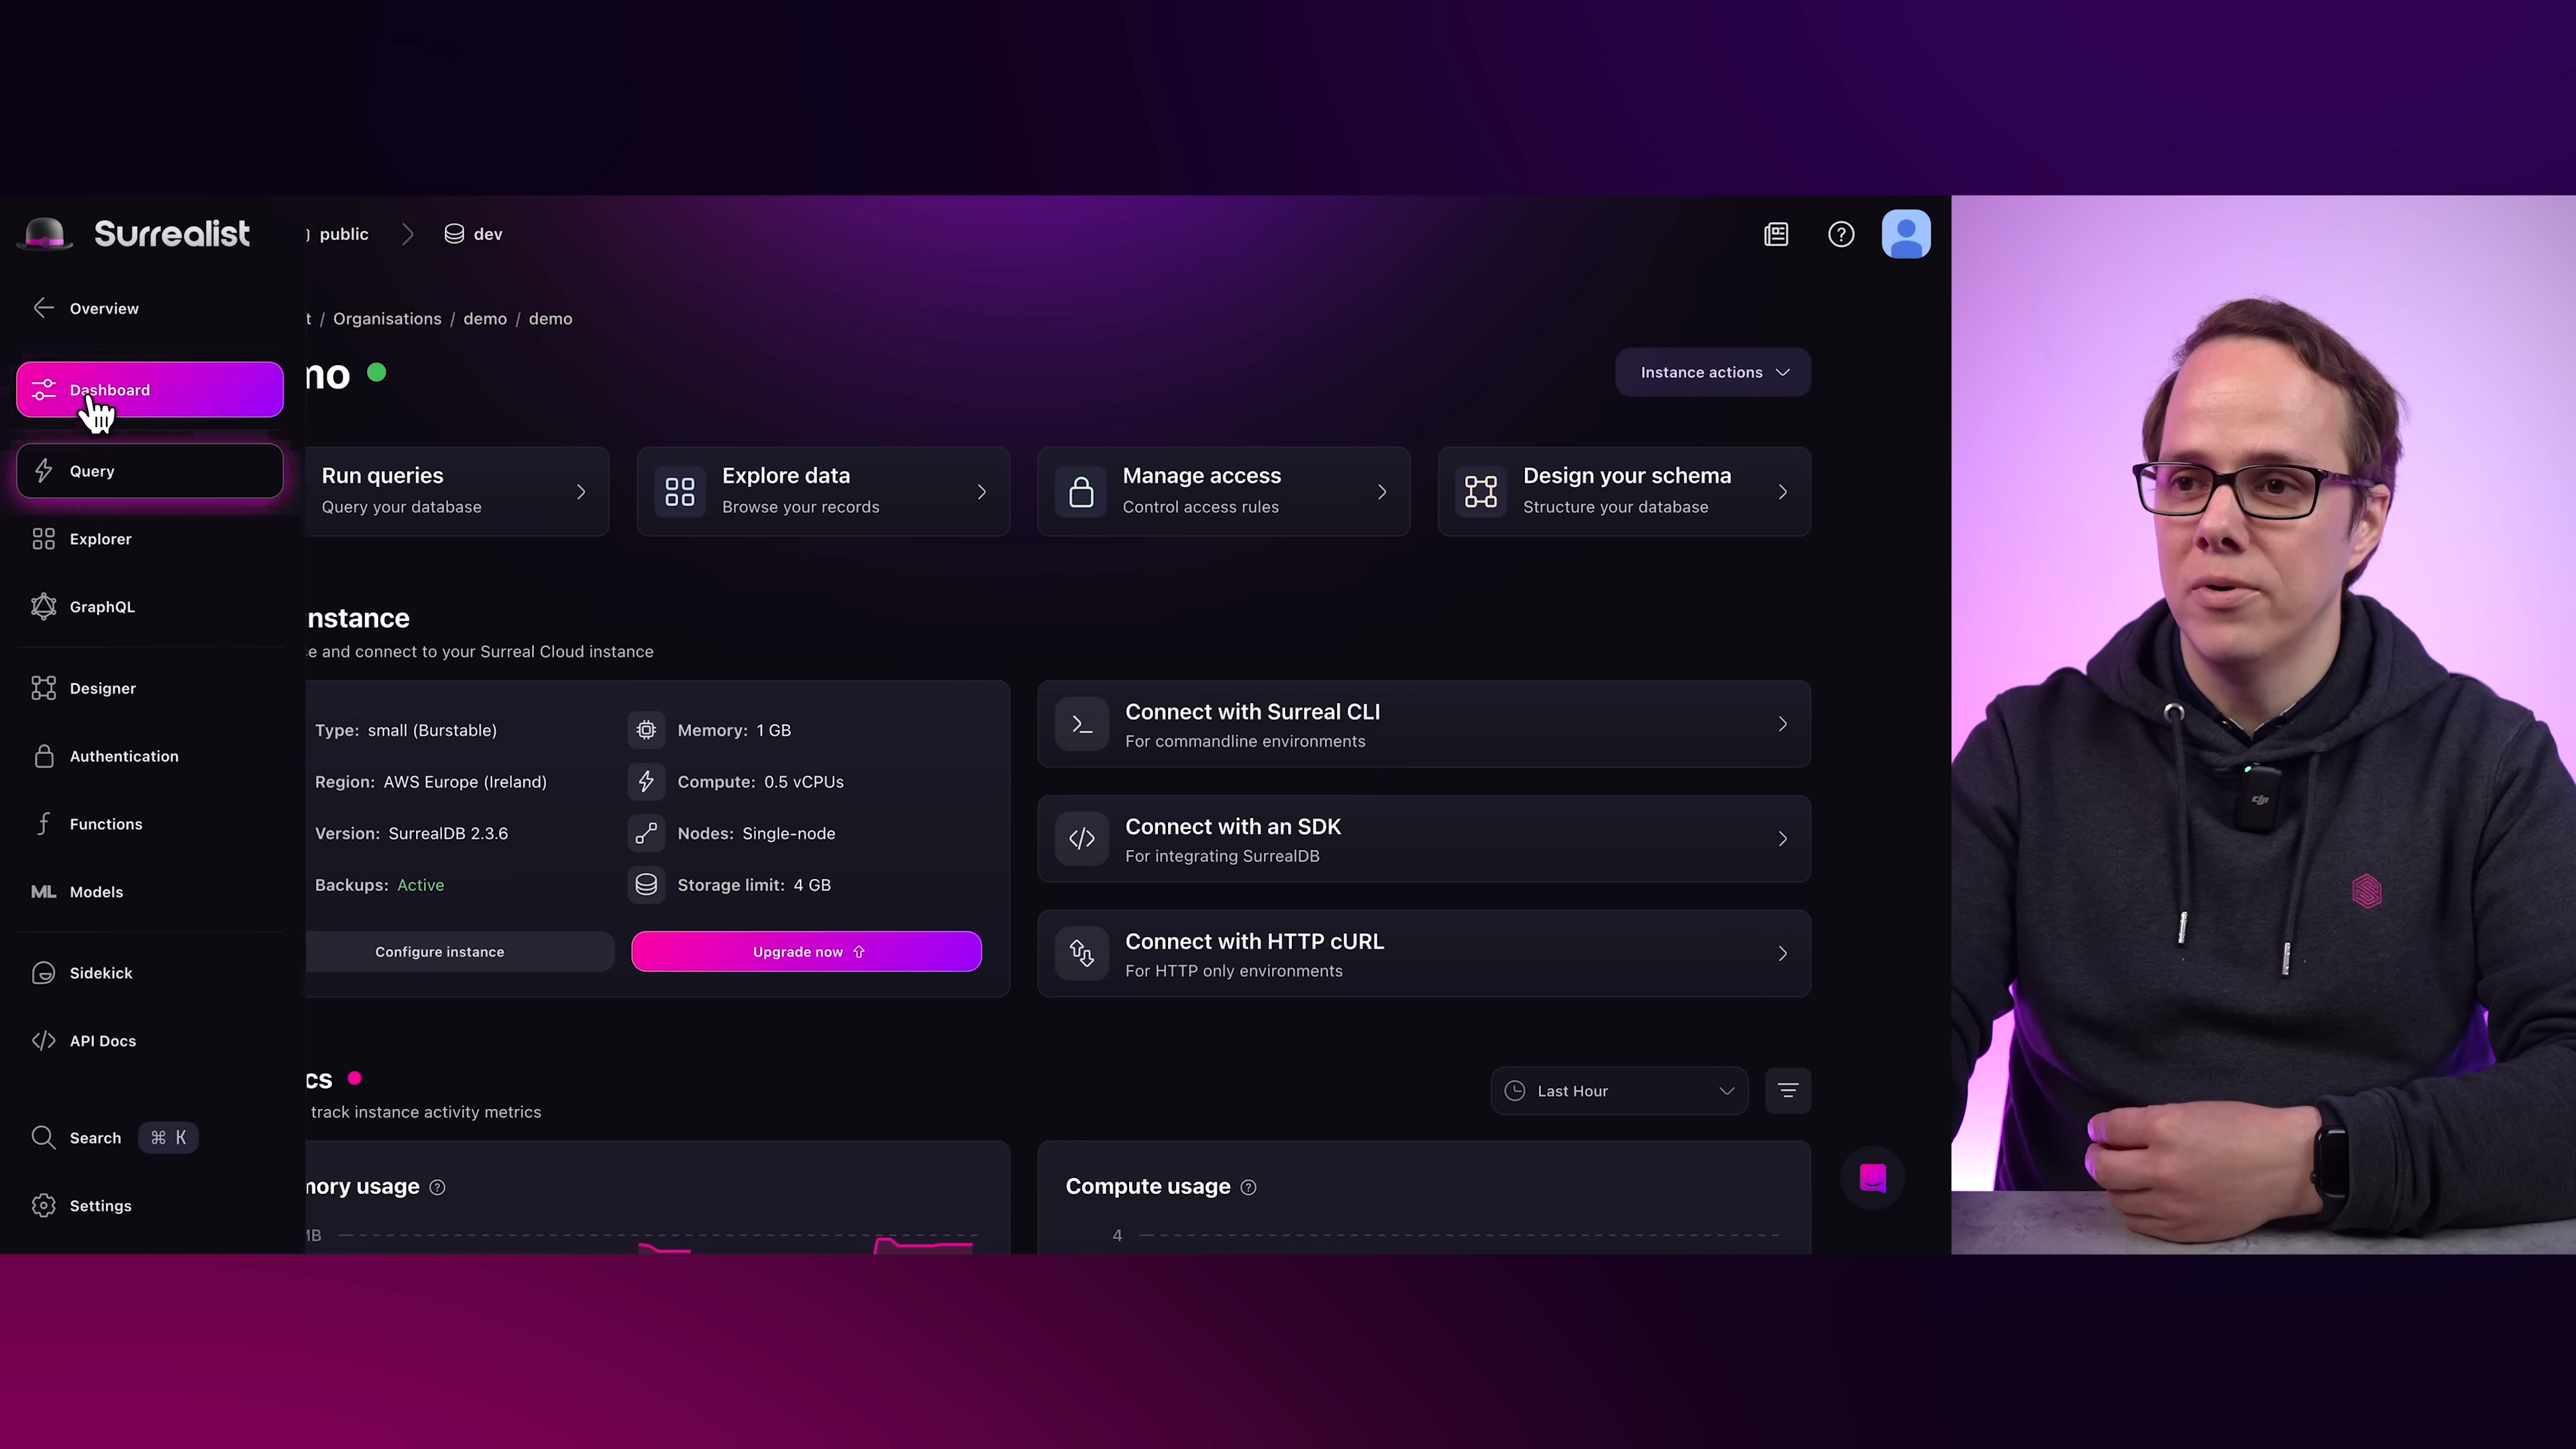 Surrealist
public
dev
Overview
/ Organisations / demo / demo
Dashboard
Instance actions
Query
Run queries
Query your database
Explore data
Browse your records
Manage access
Control access rules
Design your schema
Structure your database
Explorer
GraphQL
nstance
e and connect to your Surreal Cloud instance
Designer
Authentication
Functions
ML Models
Type: small (Burstable)
Memory: 1 GB
Region: AWS Europe (Ireland)
Compute: 0.5 vCPUs
Version: SurrealDB 2.3.6
Nodes: Single-node
Backups: Active
Storage limit: 4 GB
Configure instance
Upgrade now
Connect with Surreal CLI
For commandline environments
Connect with an SDK
For integrating SurrealDB
Connect with HTTP cURL
For HTTP only environments
Sidekick
API Docs
cs
track instance activity metrics
Last Hour
Search ⌘ K
Settings
mory usage
MB
Compute usage
4
dji